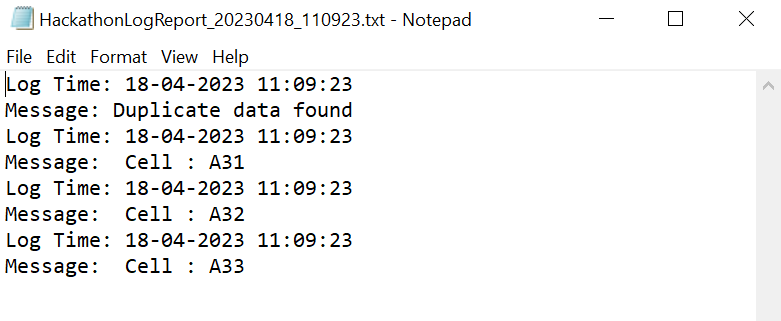 HackathonLogReport_20230418_110923.txt - Notepad
File Edit Format View Help
Log Time: 18-04-2023 11:09:23
Message: Duplicate data found
Log Time: 18-04-2023 11:09:23
Message:  Cell : A31
Log Time: 18-04-2023 11:09:23
Message:  Cell : A32
Log Time: 18-04-2023 11:09:23
Message:  Cell : A33